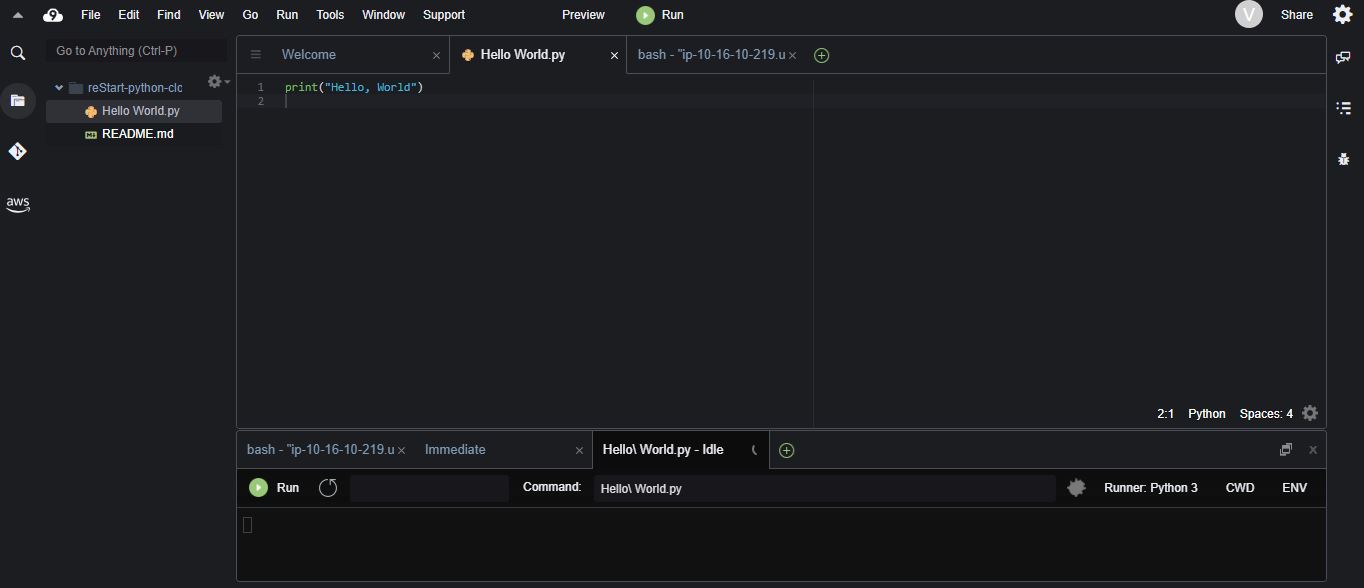 File Edit Find View Go Run Tools Window Support Preview Run V Share
Go to Anything (Ctrl-P)
Welcome Hello World.py bash - "ip-10-16-10-219.u
reStart-python-clo
Hello World.py
README.md
aws
1 print("Hello, World")
2
2:1 Python Spaces: 4
bash - "ip-10-16-10-219.u Immediate Hello\ World.py - Idle
Run Command: Hello\ World.py Runner: Python 3 CWD ENV